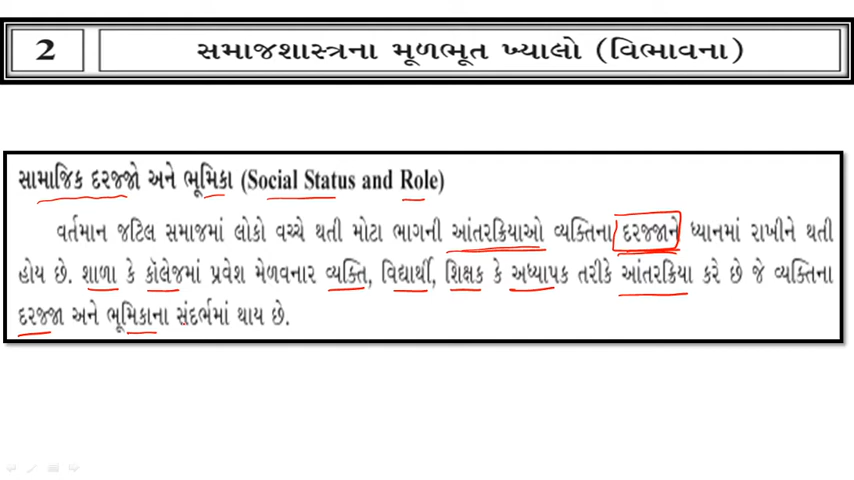 2
સમાજશાસ્ત્રના મૂળભૂત ખ્યાલો (વિભાવના)
સામાજિક દરજ્જો અને ભૂમિકા (Social Status and Role)
વર્તમાન જટિલ સમાજમાં લોકો વચ્ચે થતી મોટા ભાગની આંતરક્રિયાઓ વ્યક્તિના દરજ્જાને ધ્યાનમાં રાખીને થતી
હોય છે. શાળા કે કૉલેજમાં પ્રવેશ મેળવનાર વ્યક્તિ, વિદ્યાર્થી, શિક્ષક કે અધ્યાપક તરીકે આંતરક્રિયા કરે છે જે વ્યક્તિના
દરજ્જા અને ભૂમિકાના સંદર્ભમાં થાય છે.